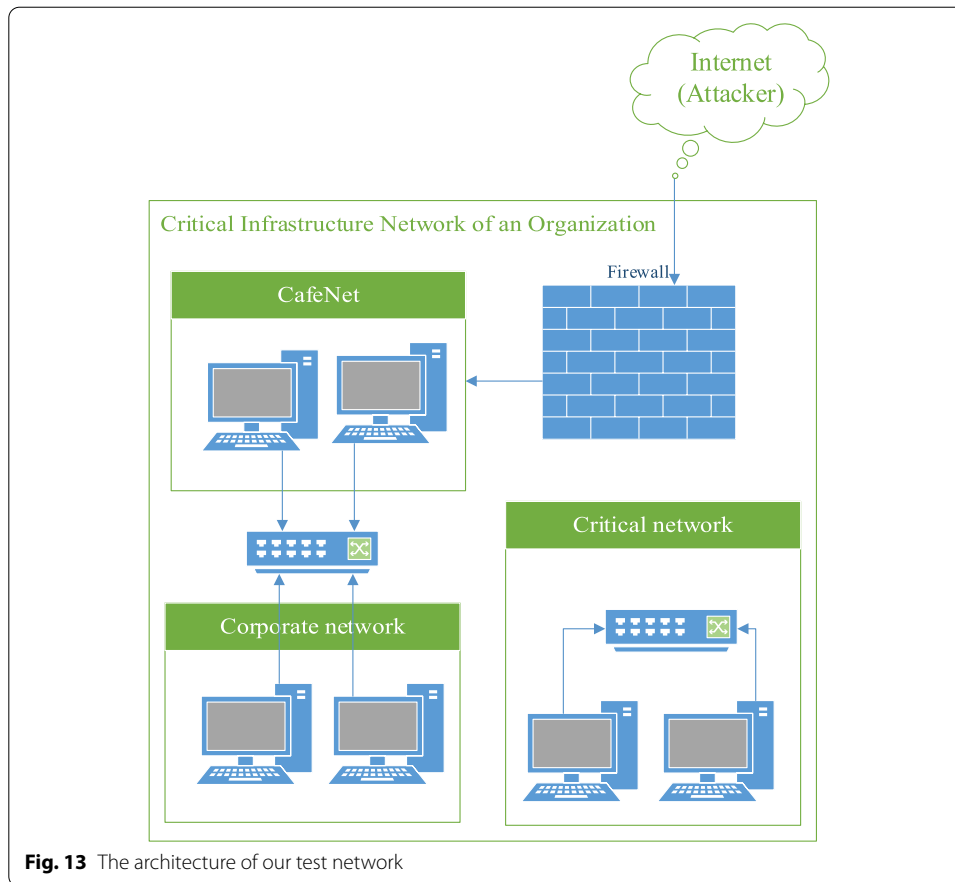 Internet
(Attacker)
Critical Infrastructure Network of an Organization
Firewall
CafeNet
Critical network
Corporate network
Fig. 13 The architecture of our test network